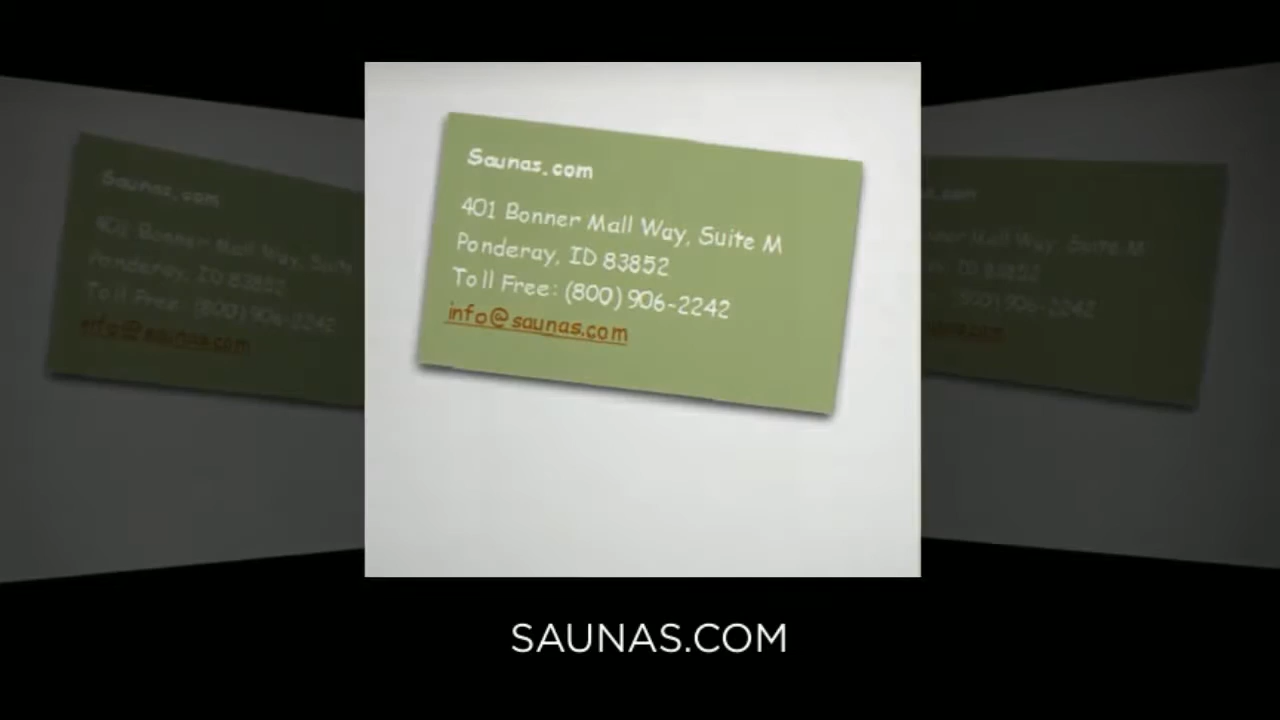 Saunas.com
401 Bonner Mall Way, Suite M
Ponderay, ID 83852
Toll Free: (800) 906-2242
info@saunas.com
SAUNAS.COM